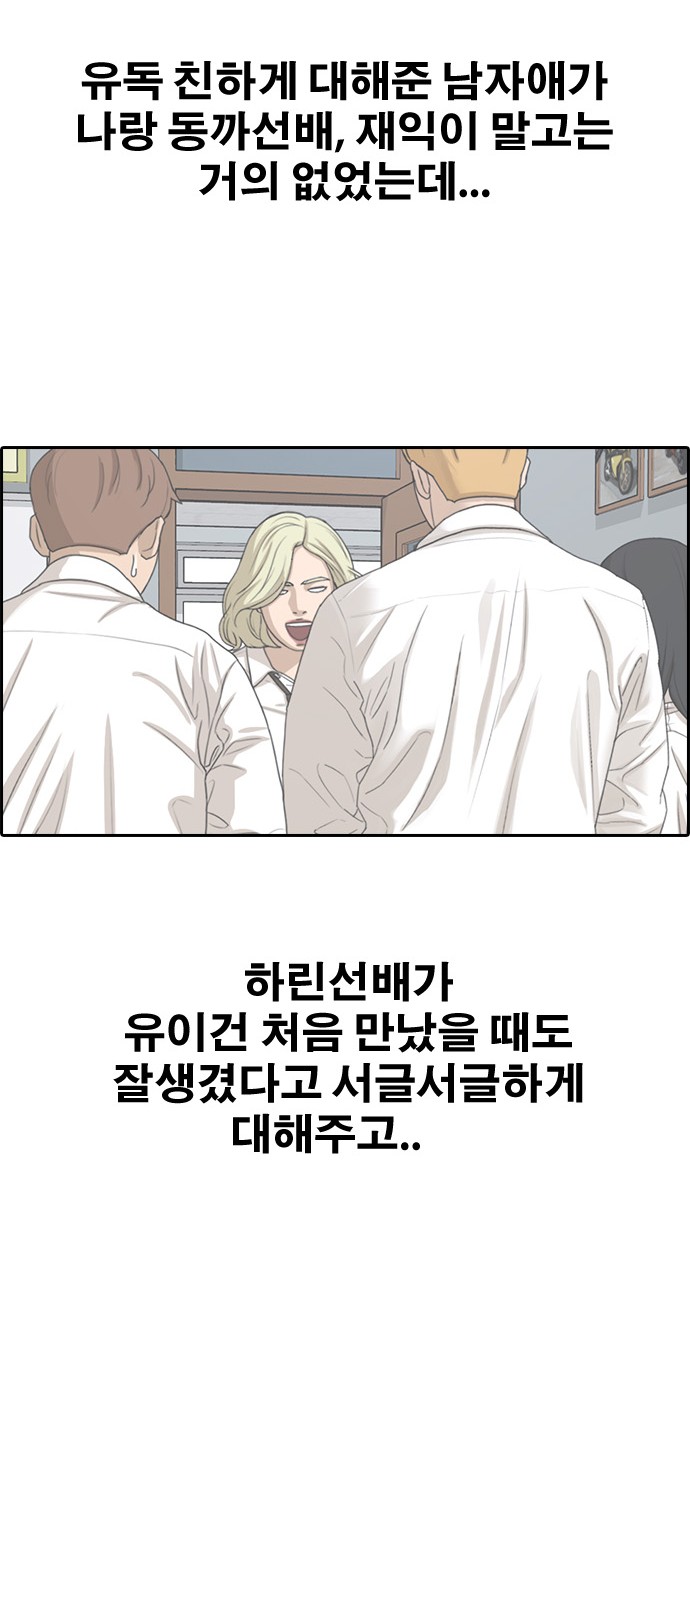 유독 친하게 대해준 남자애가
나랑 동까선배, 재익이 말고는
거의 없었는데...
하린선배가
유이건 처음 만났을 때도
잘생겼다고 서글서글하게
대해주고..